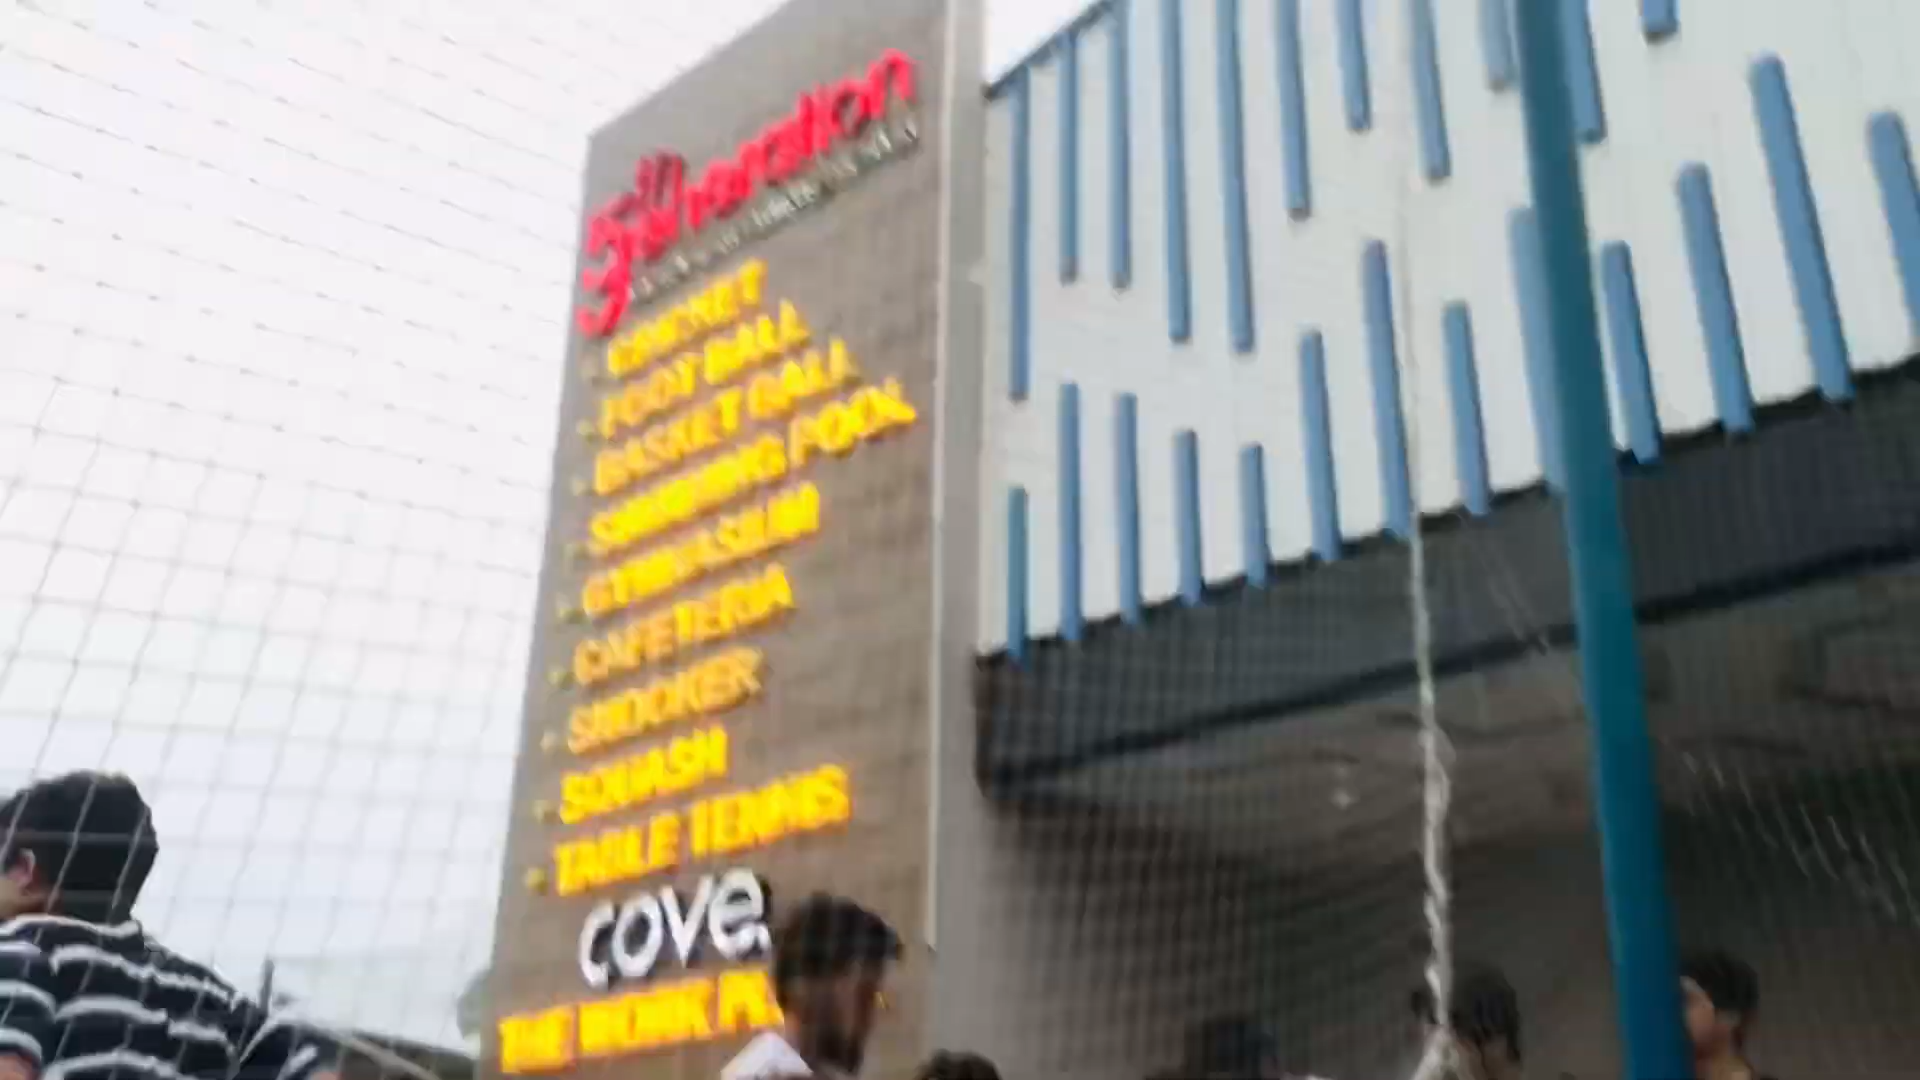 CRICKET
FOOT BALL
BASKET BALL
SWIMMING POOL
GYMNASIUM
CAFETERIA
SNOOKER
SQUASH
TABLE TENNIS
cove.
THE WORK